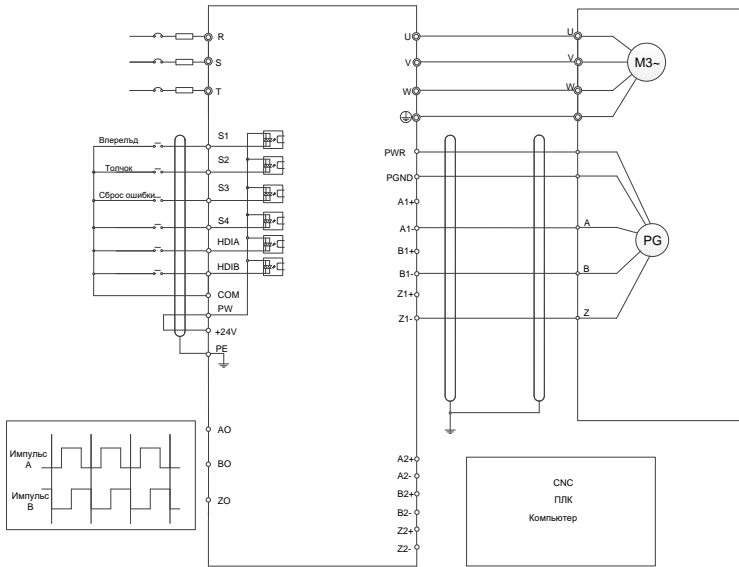 R
S
T
U
V
W
U
V
W
M3~
S1
S2
S3
S4
HDIA
HDIB
COM
PW
+24V
PE
Вперелъд
Толчок
Сброс ошибки
PWR
PGND
A1+
A1-
B1+
B1-
Z1+
Z1-
A
B
Z
PG
AO
BO
ZO
Импульс
A
Импульс
B
A2+
A2-
B2+
B2-
Z2+
Z2-
CNC
ПЛК
Компьютер